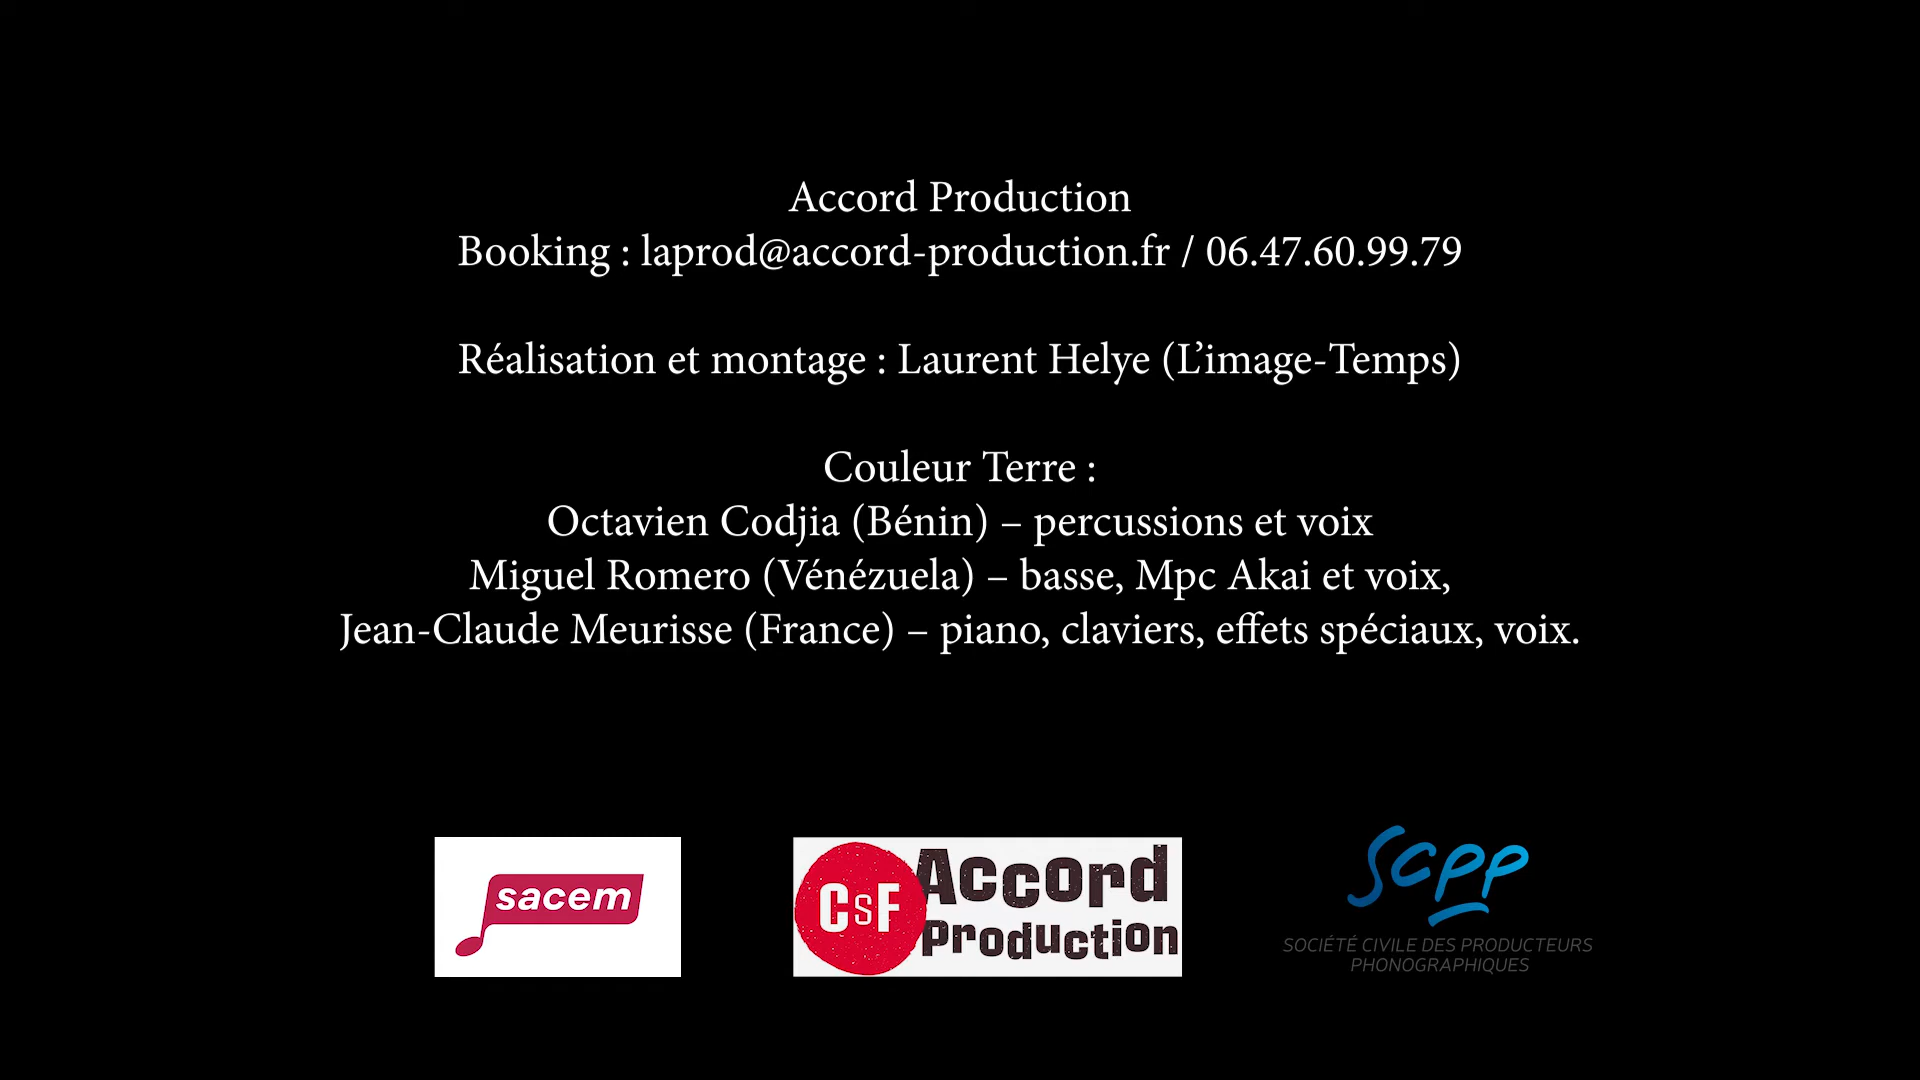 Accord Production
Booking : laprod@accord-production.fr / 06.47.60.99.79
Réalisation et montage : Laurent Helye (L’image-Temps)
Couleur Terre :
Octavien Codjia (Bénin) – percussions et voix
Miguel Romero (Vénézuela) – basse, Mpc Akai et voix,
Jean-Claude Meurisse (France) – piano, claviers, effets spéciaux, voix.
sacem
CSF Accord
Production
scpp
SOCIÉTÉ CIVILE DES PRODUCTEURS
PHONOGRAPHIQUES